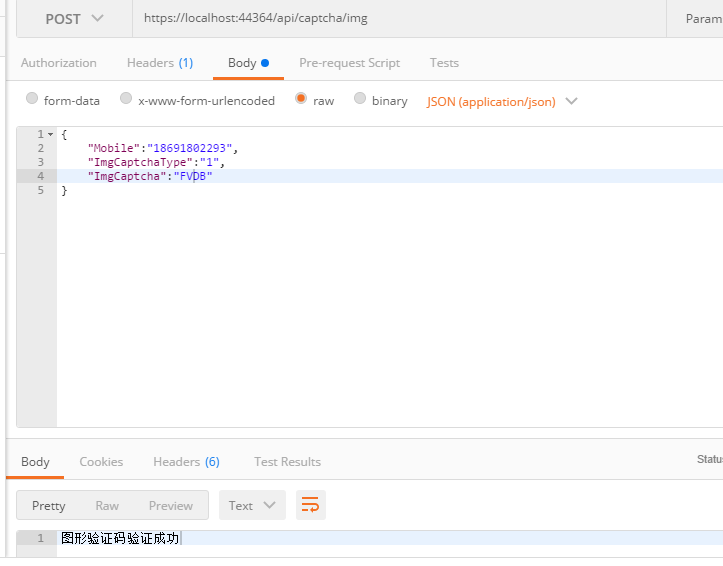 POST https://localhost:44364/api/captcha/img Param
Authorization Headers (1) Body Pre-request Script Tests
form-data x-www-form-urlencoded raw binary JSON (application/json)
1 {
2 "Mobile":"18691802293",
3 "ImgCaptchaType":"1",
4 "ImgCaptcha":"FVDB"
5 }
Body Cookies Headers (6) Test Results Statu
Pretty Raw Preview Text
1 图形验证码验证成功